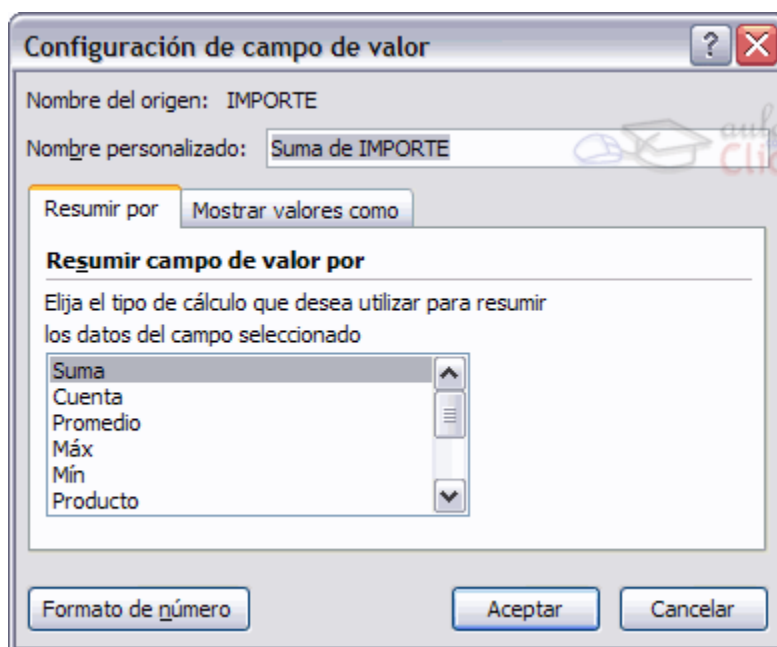 Configuración de campo de valor
Nombre del origen: IMPORTE
Nombre personalizado: Suma de IMPORTE
Resumir por Mostrar valores como
Resumir campo de valor por
Elija el tipo de cálculo que desea utilizar para resumir
los datos del campo seleccionado
Suma
Cuenta
Promedio
Máx
Mín
Producto
Formato de número Aceptar Cancelar